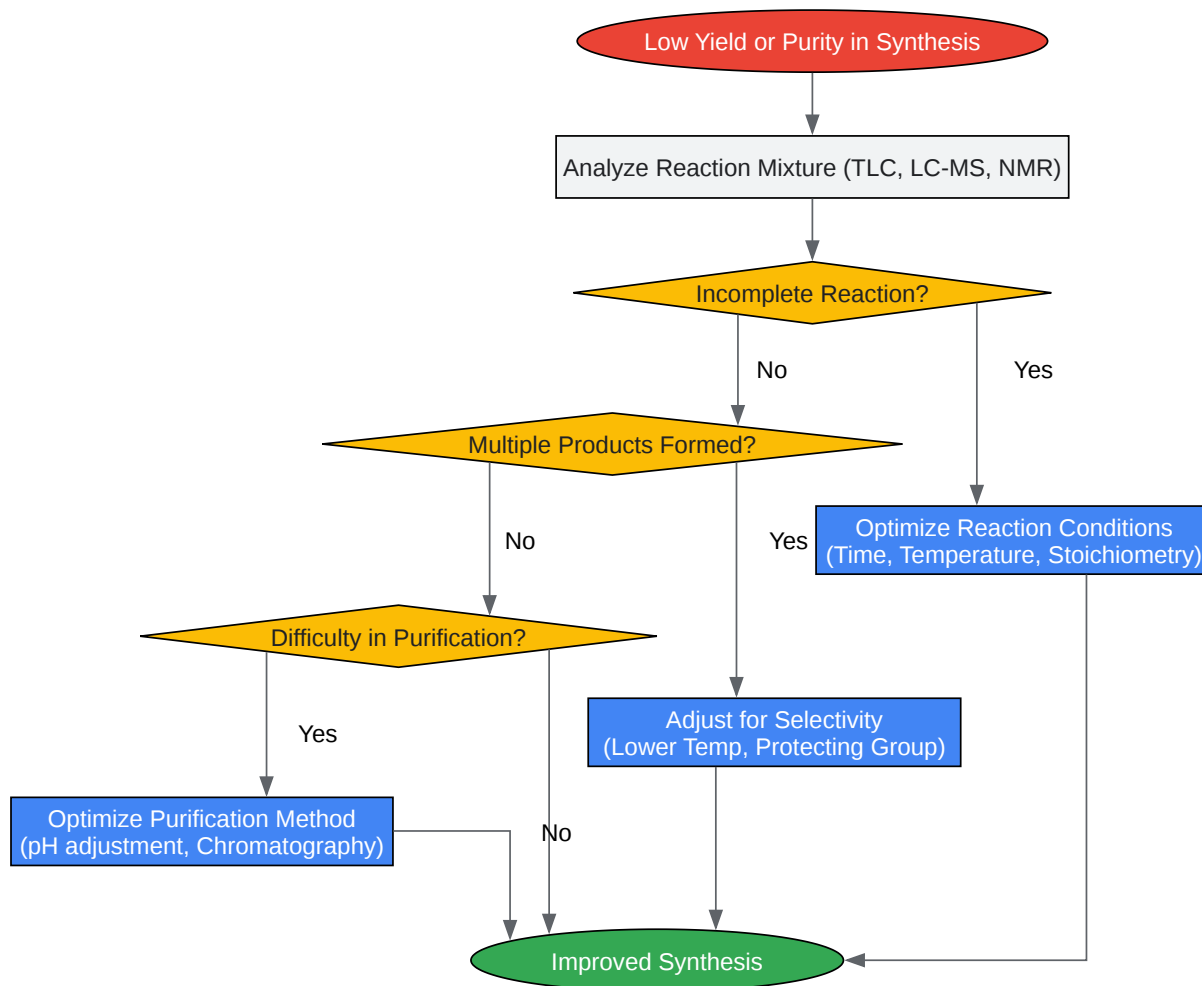 Low Yield or Purity in Synthesis
Analyze Reaction Mixture (TLC, LC-MS, NMR)
Incomplete Reaction?
No
Yes
Multiple Products Formed?
No
Yes
Optimize Reaction Conditions
(Time, Temperature, Stoichiometry)
Difficulty in Purification?
Yes
Adjust for Selectivity
(Lower Temp, Protecting Group)
Optimize Purification Method
(pH adjustment, Chromatography)
No
Improved Synthesis